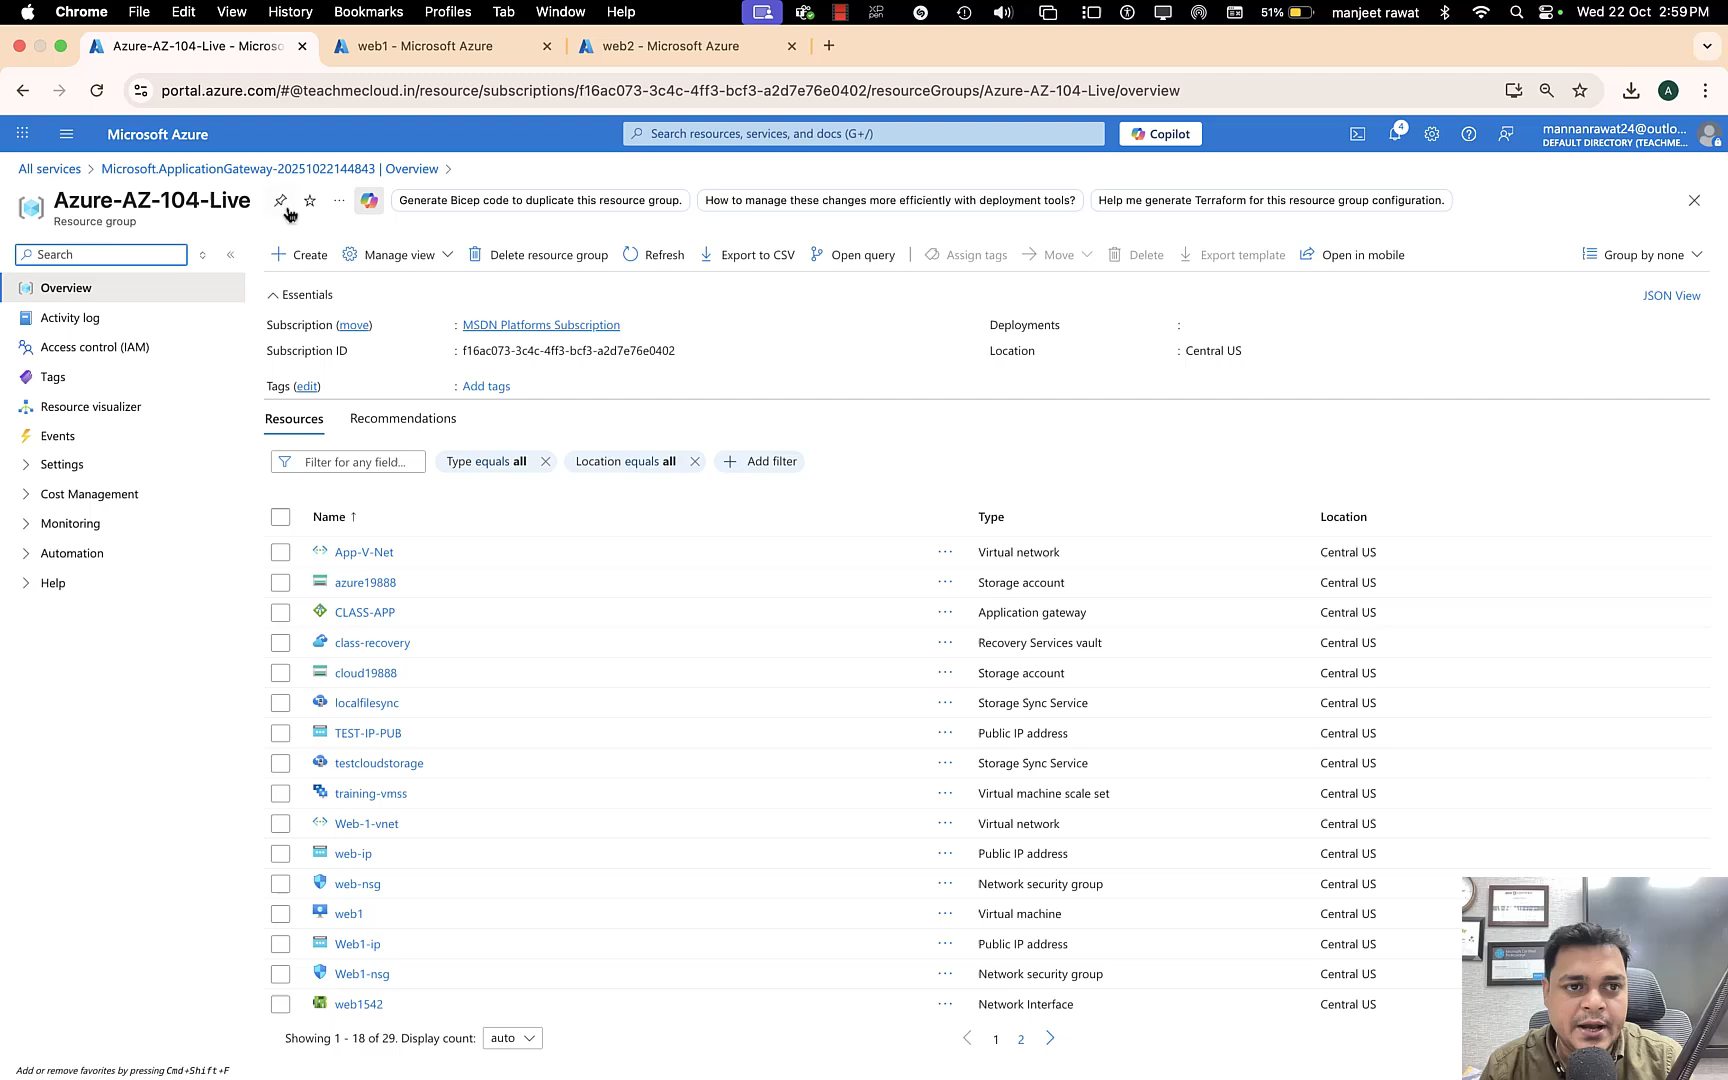 Chrome File Edit View History Bookmarks Profiles Tab Window Help 51% manjeet rawat Wed 22 Oct 2:59 PM
Azure-AZ-104-Live - Microso web1 - Microsoft Azure web2 - Microsoft Azure
portal.azure.com/#@teachmecloud.in/resource/subscriptions/f16ac073-3c4c-4ff3-bcf3-a2d7e76e0402/resourceGroups/Azure-AZ-104-Live/overview A
Microsoft Azure Search resources, services, and docs (G+/) Copilot 4 mannanrawat24@outlo...
DEFAULT DIRECTORY (TEACHME...
All services > Microsoft.ApplicationGateway-20251022144843 | Overview >
Azure-AZ-104-Live ... Generate Bicep code to duplicate this resource group. How to manage these changes more efficiently with deployment tools? Help me generate Terraform for this resource group configuration.
Resource group
Search
Create Manage view Delete resource group Refresh Export to CSV Open query Assign tags Move Delete Export template Open in mobile Group by none
Overview
Activity log
Access control (IAM)
Tags
Resource visualizer
Events
Settings
Cost Management
Monitoring
Automation
Help
Essentials JSON View
Subscription (move) : MSDN Platforms Subscription Deployments :
Subscription ID : f16ac073-3c4c-4ff3-bcf3-a2d7e76e0402 Location : Central US
Tags (edit) : Add tags
Resources Recommendations
Filter for any field... Type equals all Location equals all Add filter
Name ↑ Type Location
App-V-Net ... Virtual network Central US
azure19888 ... Storage account Central US
CLASS-APP ... Application gateway Central US
class-recovery ... Recovery Services vault Central US
cloud19888 ... Storage account Central US
localfilesync ... Storage Sync Service Central US
TEST-IP-PUB ... Public IP address Central US
testcloudstorage ... Storage Sync Service Central US
training-vmss ... Virtual machine scale set Central US
Web-1-vnet ... Virtual network Central US
web-ip ... Public IP address Central US
web-nsg ... Network security group Central US
web1 ... Virtual machine Central US
Web1-ip ... Public IP address Central US
Web1-nsg ... Network security group Central US
web1542 ... Network Interface Central US
Showing 1 - 18 of 29. Display count: auto 1 2
Add or remove favorites by pressing Cmd+Shift+F